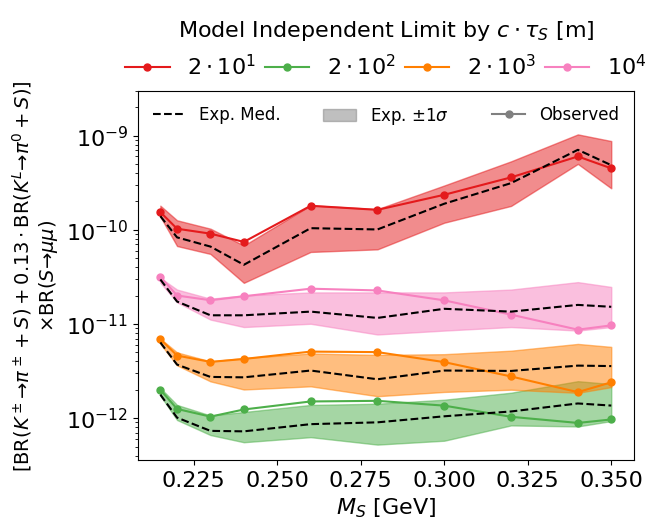 Model Independent Limit by c · τ_S [m]
2 · 10^1 2 · 10^2 2 · 10^3 10^4
Exp. Med. Exp. ±1σ Observed
10^−9
10^−10
10^−11
10^−12
[BR(K^± → π^± + S) + 0.13 · BR(K^L → π^0 + S)]
×BR(S → μμ)
0.225 0.250 0.275 0.300 0.325 0.350
M_S [GeV]